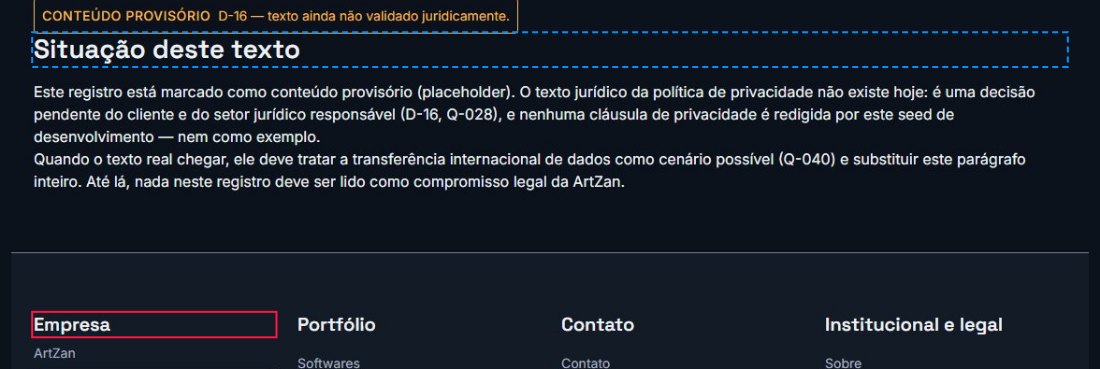 CONTEÚDO PROVISÓRIO D-16 — texto ainda não validado juridicamente.
Situação deste texto
Este registro está marcado como conteúdo provisório (placeholder). O texto jurídico da política de privacidade não existe hoje: é uma decisão
pendente do cliente e do setor jurídico responsável (D-16, Q-028), e nenhuma cláusula de privacidade é redigida por este seed de
desenvolvimento — nem como exemplo.
Quando o texto real chegar, ele deve tratar a transferência internacional de dados como cenário possível (Q-040) e substituir este parágrafo
inteiro. Até lá, nada neste registro deve ser lido como compromisso legal da ArtZan.
Empresa
ArtZan
Portfólio
Softwares
Contato
Contato
Institucional e legal
Sobre